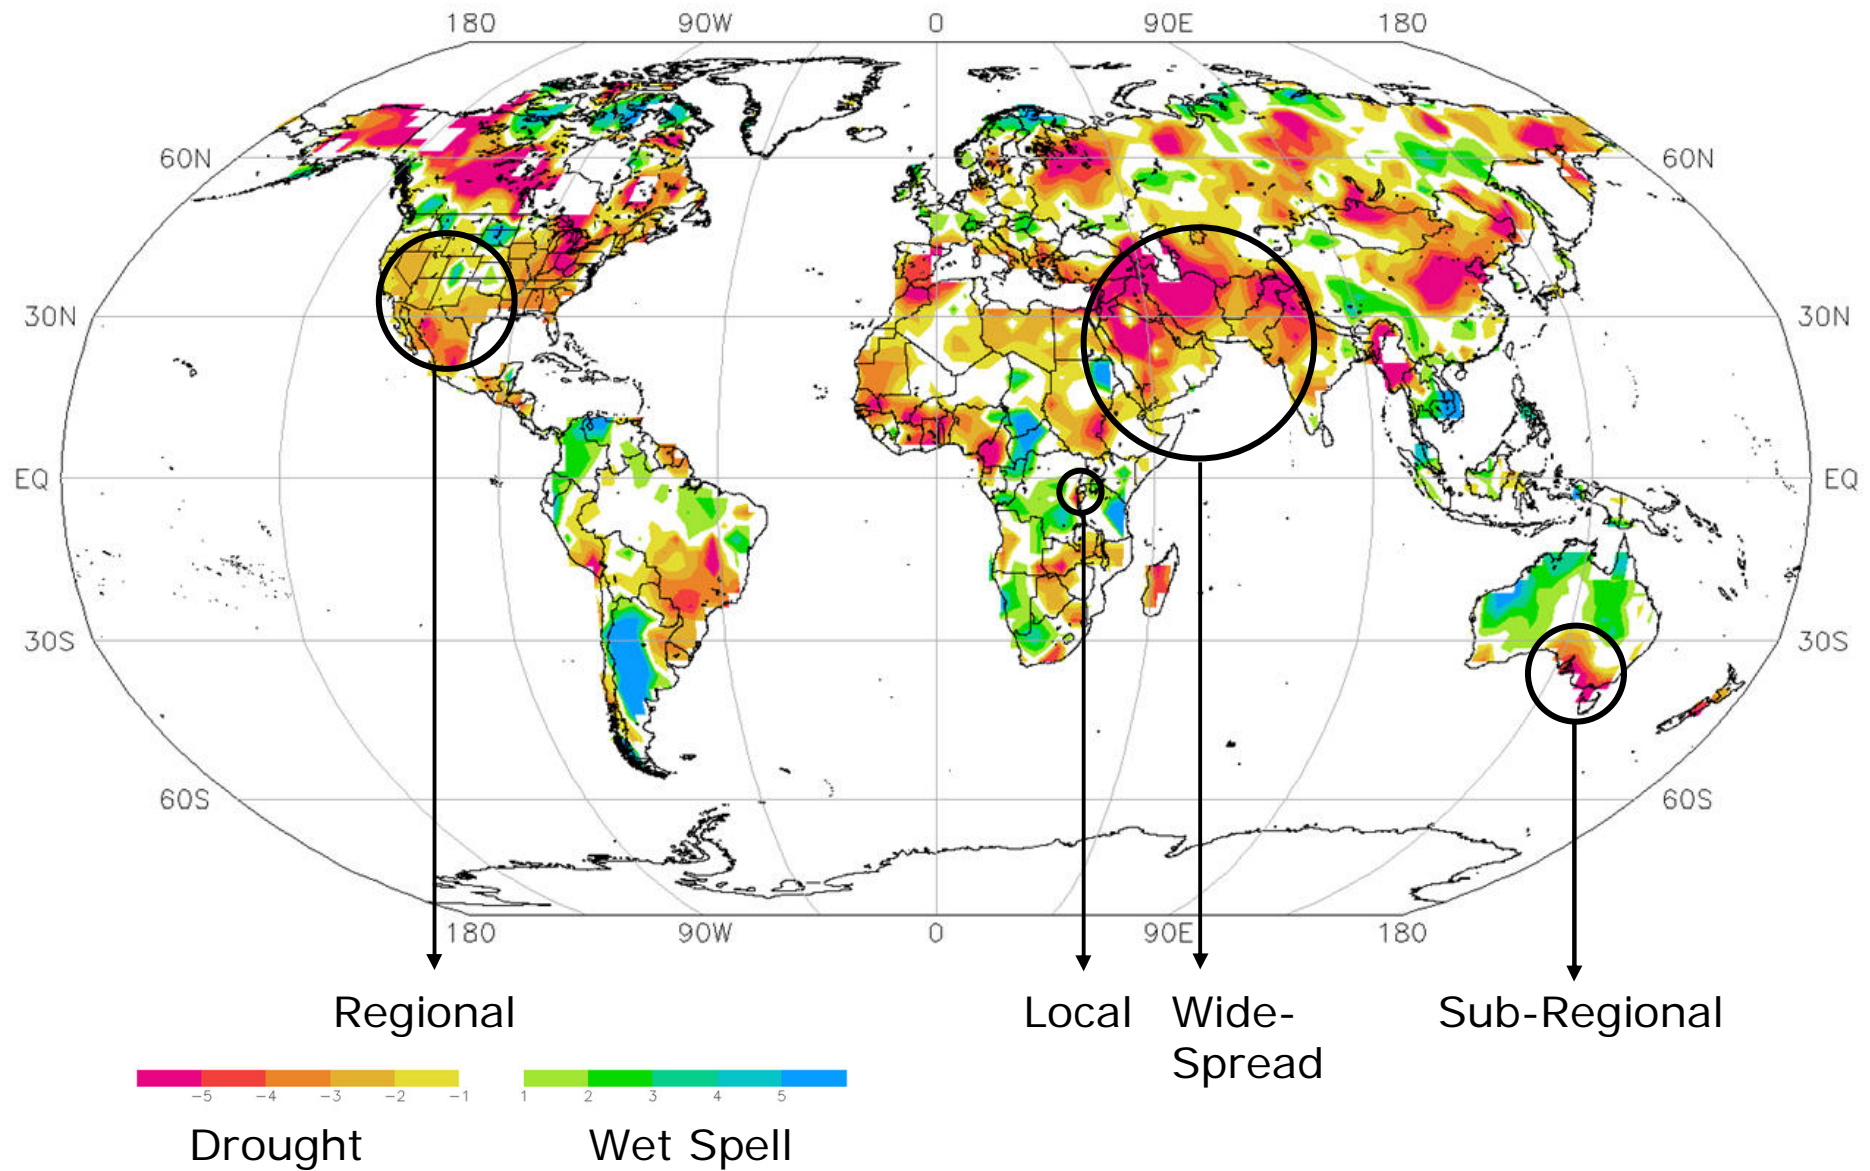 180 90W 0 90E 180
60N 60N
30N 30N
EQ EQ
30S 30S
60S 60S
180 90W 0 90E 180
Regional Local Wide- Sub-Regional
Spread
-5 -4 -3 -2 -1 1 2 3 4 5
Drought Wet Spell